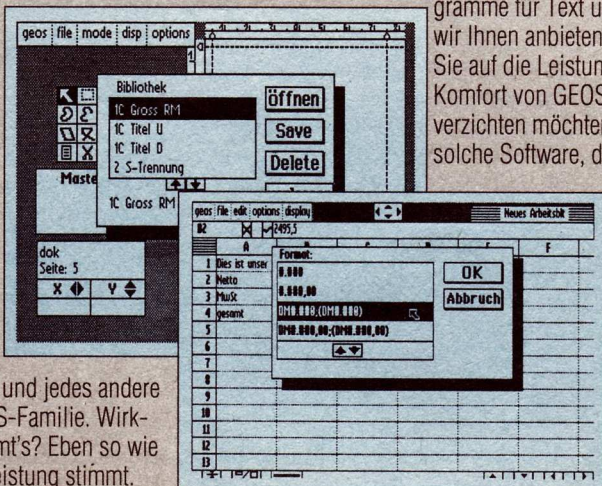 gramme für Text u
wir Ihnen anbieten
Sie auf die Leistun
Komfort von GEOS
verzichten möchten
solche Software, d
geos file mode disp options
Bibliothek
1C Gross RM
1C Titel U
1C Titel D
2 S-Trennung
1C Gross RM
Öffnen
Save
Delete
Maste
dok
Seite: 5
X Y
geos file edit options display
Neues Arbeitsblt
2495,5
A
F
1 Dies ist unser
2 Netto
3 MwSt
4 gesamt
5
6
7
8
9
10
11
12
13
Format:
0.000
0.000,00
DM0.000;(DM0.000)
DM0.000,00;(DM0.000,00)
OK
Abbruch
und jedes andere
S-Familie. Wirk-
mt's? Eben so wie
eistung stimmt.